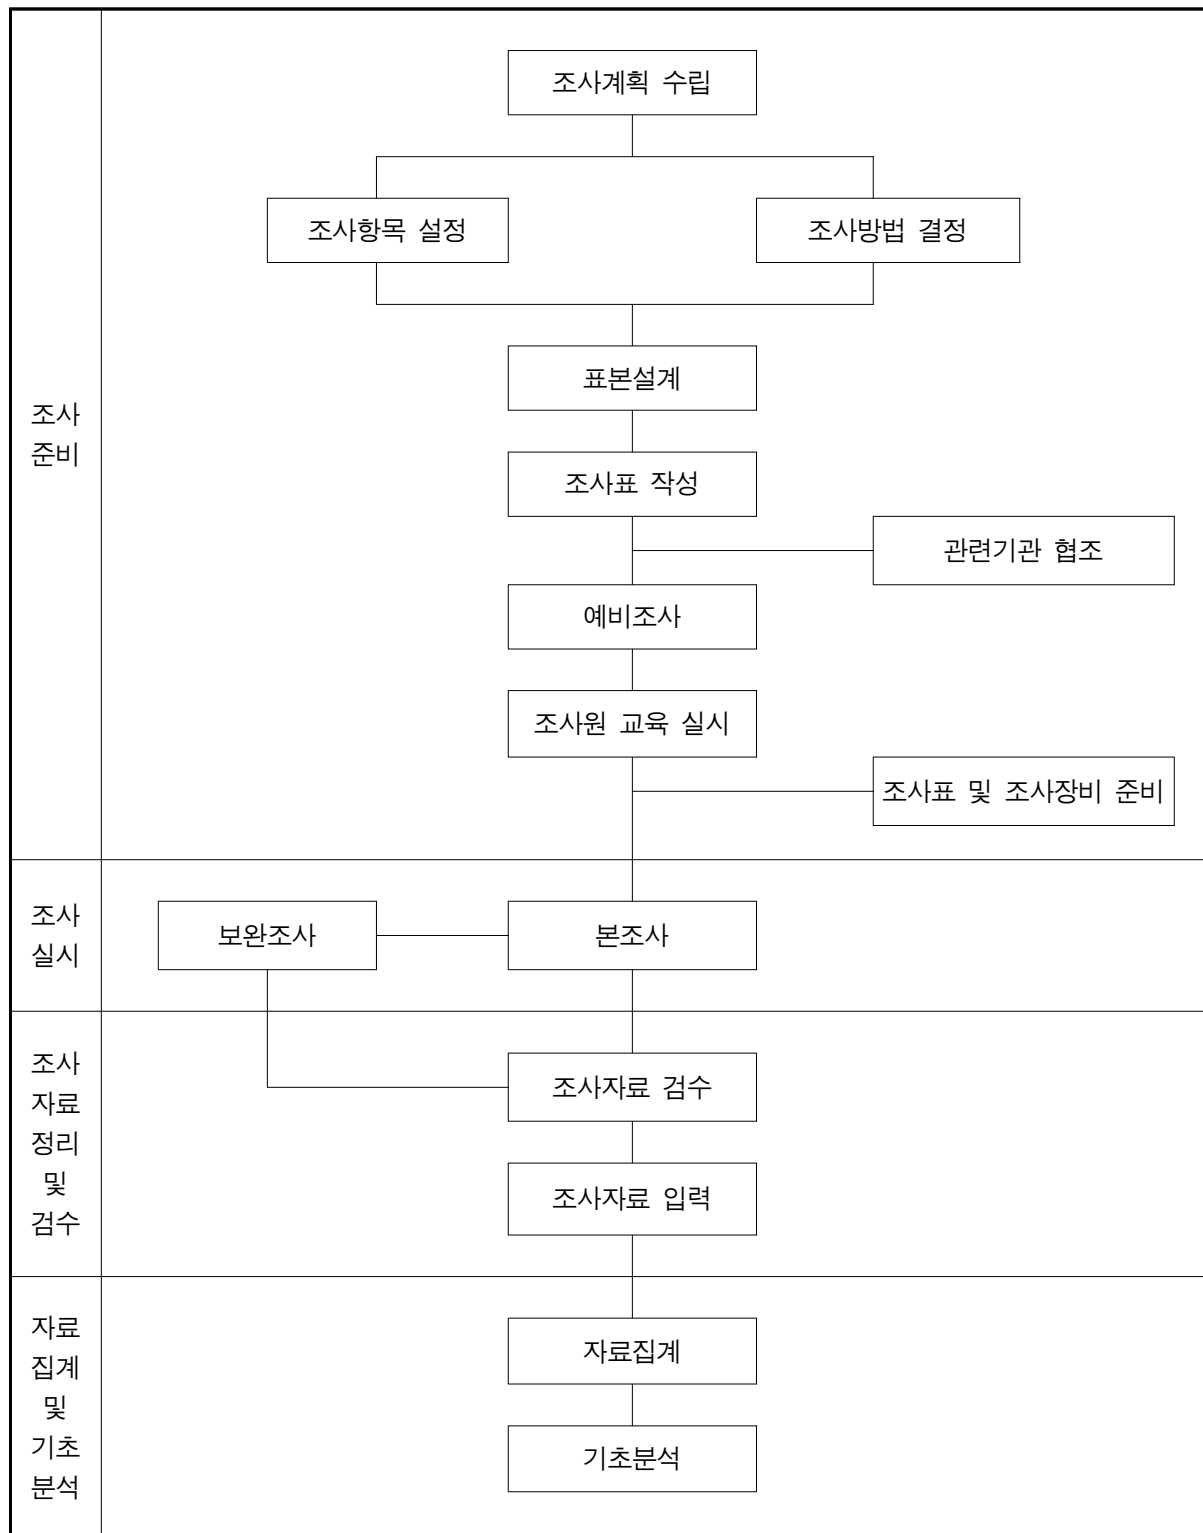 조사
준비
조사계획 수립
조사항목 설정
조사방법 결정
표본설계
조사표 작성
관련기관 협조
예비조사
조사원 교육 실시
조사표 및 조사장비 준비
조사
실시
보완조사
본조사
조사
자료
정리
및
검수
조사자료 검수
조사자료 입력
자료
집계
및
기초
분석
자료집계
기초분석